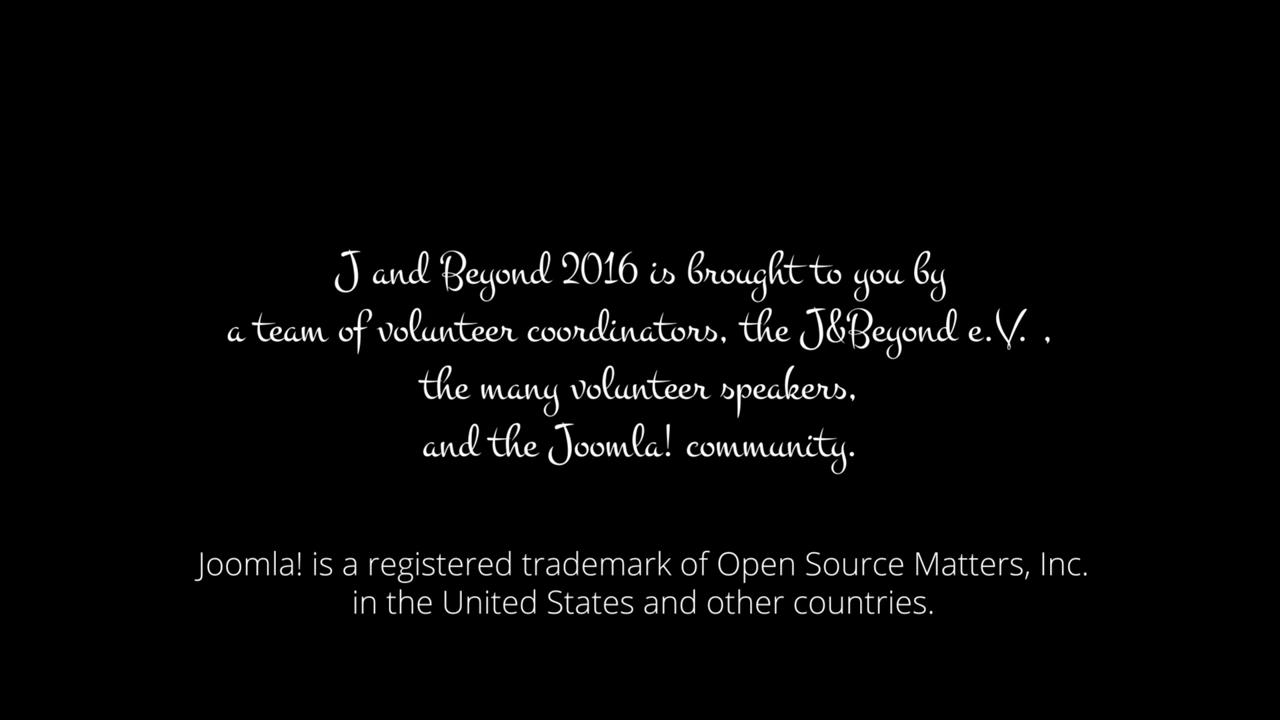 J and Beyond 2016 is brought to you by
a team of volunteer coordinators, the J&Beyond e.V. ,
the many volunteer speakers,
and the Joomla! community.
Joomla! is a registered trademark of Open Source Matters, Inc.
in the United States and other countries.